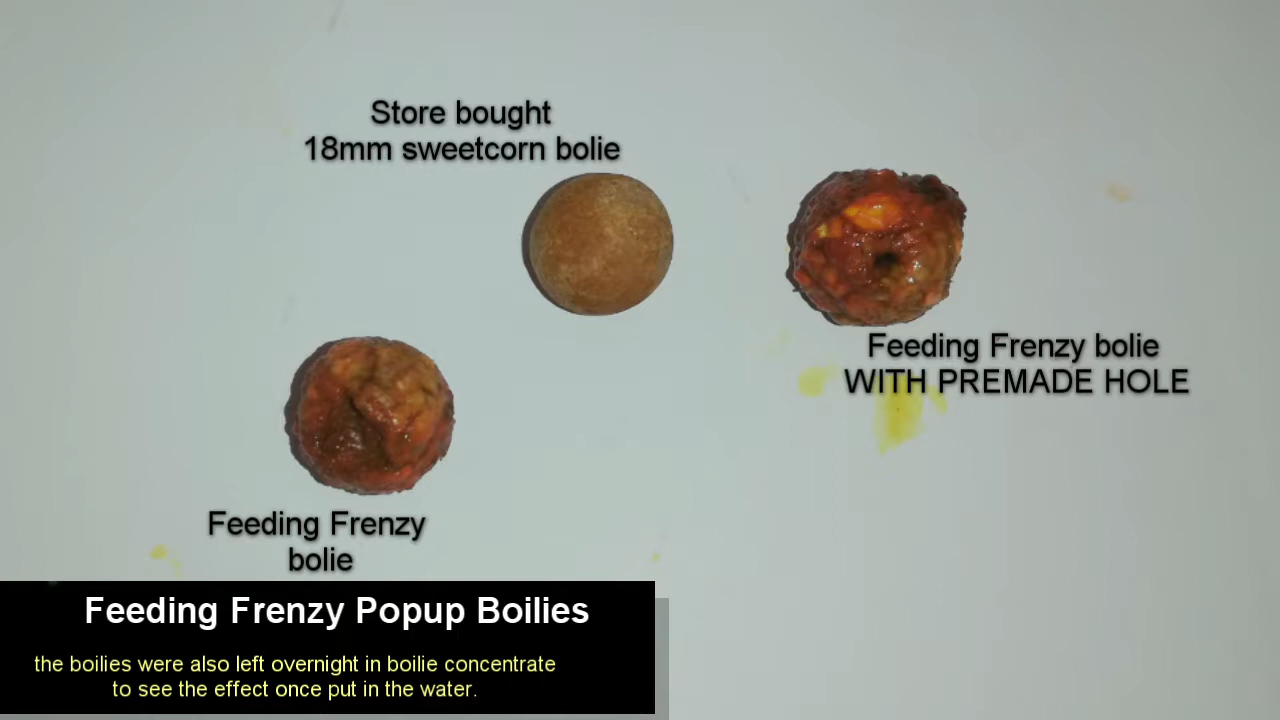 Store bought
18mm sweetcorn bolie
Feeding Frenzy bolie
WITH PREMADE HOLE
Feeding Frenzy
bolie
Feeding Frenzy Popup Boilies
the boilies were also left overnight in boilie concentrate
to see the effect once put in the water.